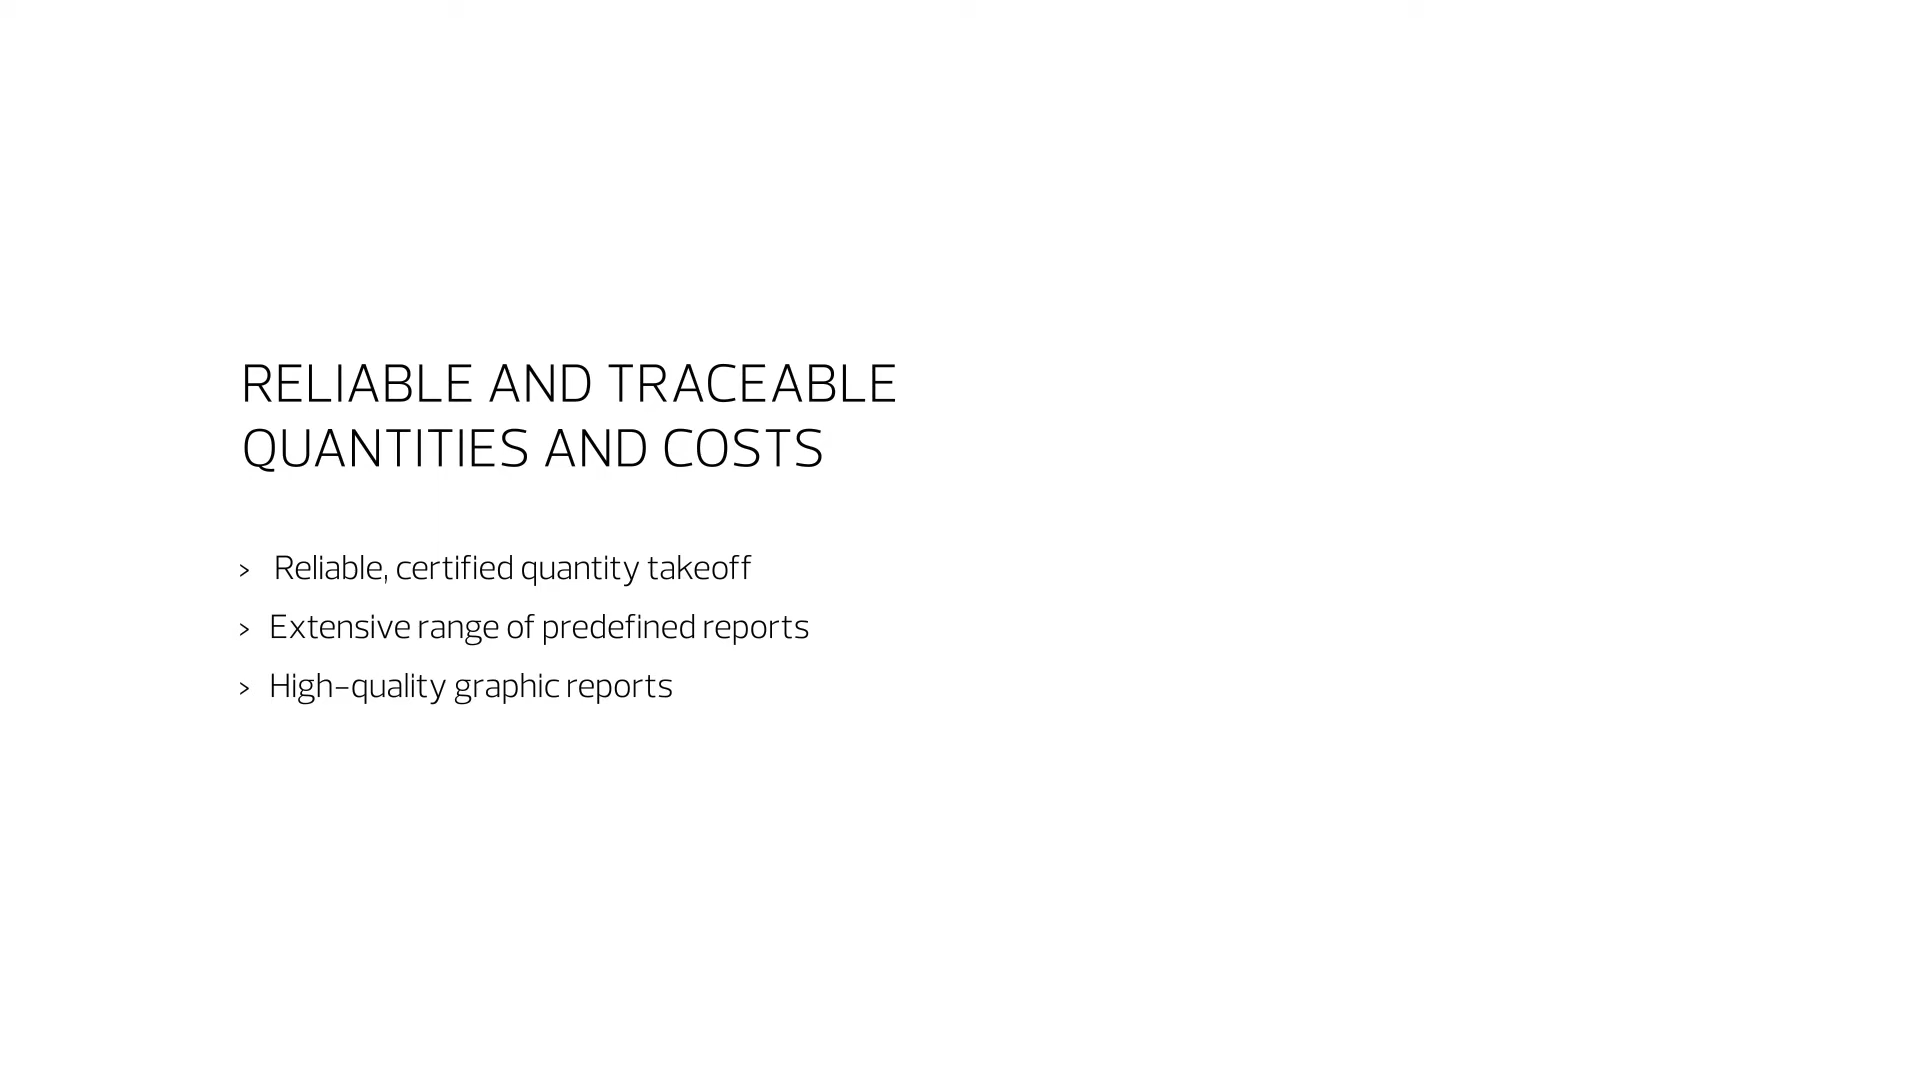 RELIABLE AND TRACEABLE
QUANTITIES AND COSTS
> Reliable, certified quantity takeoff
> Extensive range of predefined reports
> High-quality graphic reports